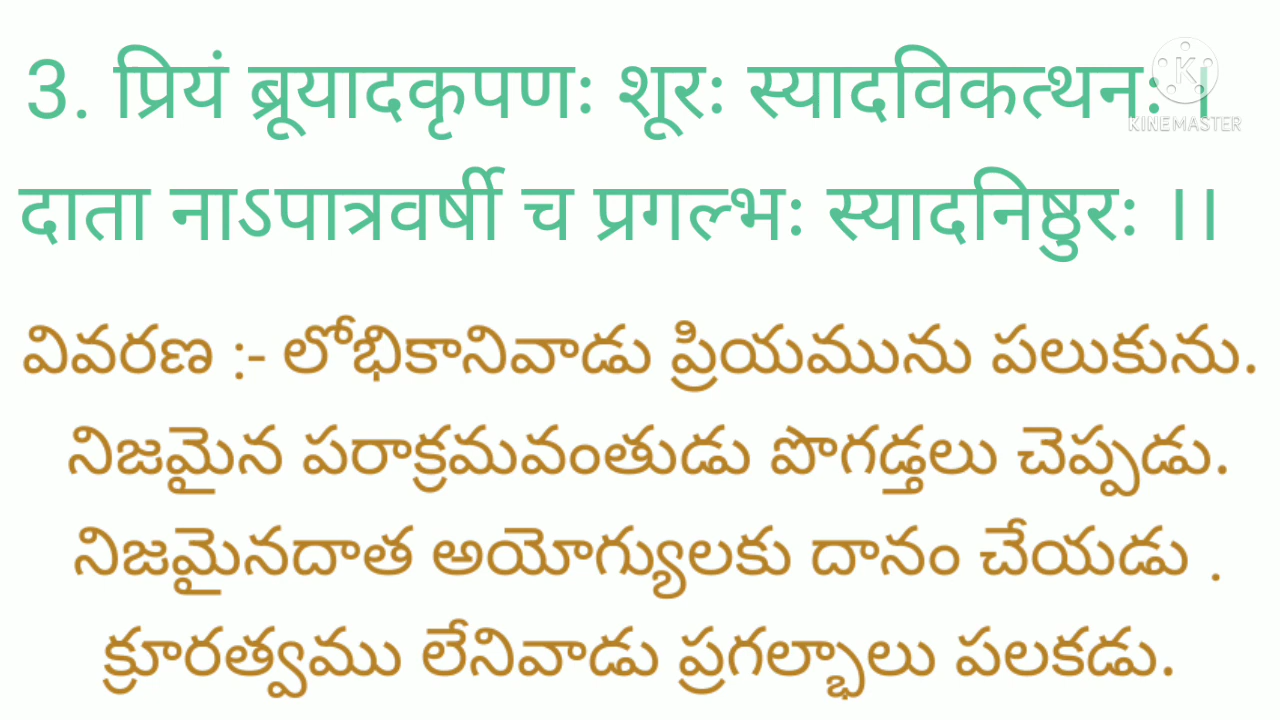 3. प्रियं ब्रूयादकृपणः शूरः स्यादविकत्थनः ।
दाता नाऽपात्रवर्षी च प्रगल्भः स्यादनिष्ठुरः ।।
వివరణ :- లోభికానివాడు ప్రియమును పలుకును.
నిజమైన పరాక్రమవంతుడు పొగడ్తలు చెప్పడు.
నిజమైనదాత అయోగ్యులకు దానం చేయడు .
క్రూరత్వము లేనివాడు ప్రగల్భాలు పలకడు.
K
KINEMASTER